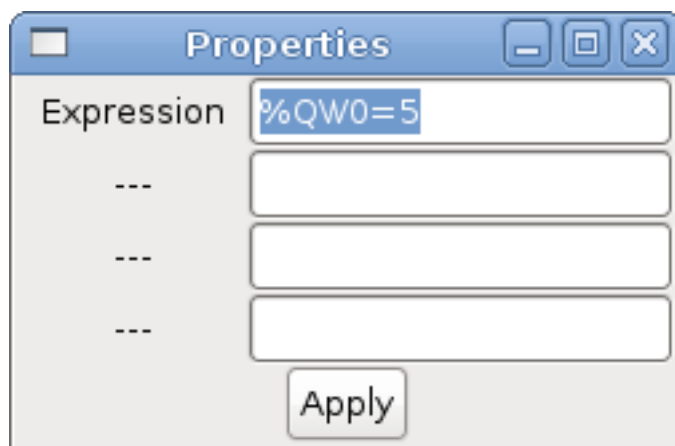 Properties
Expression %QW0=5
---
---
---
Apply